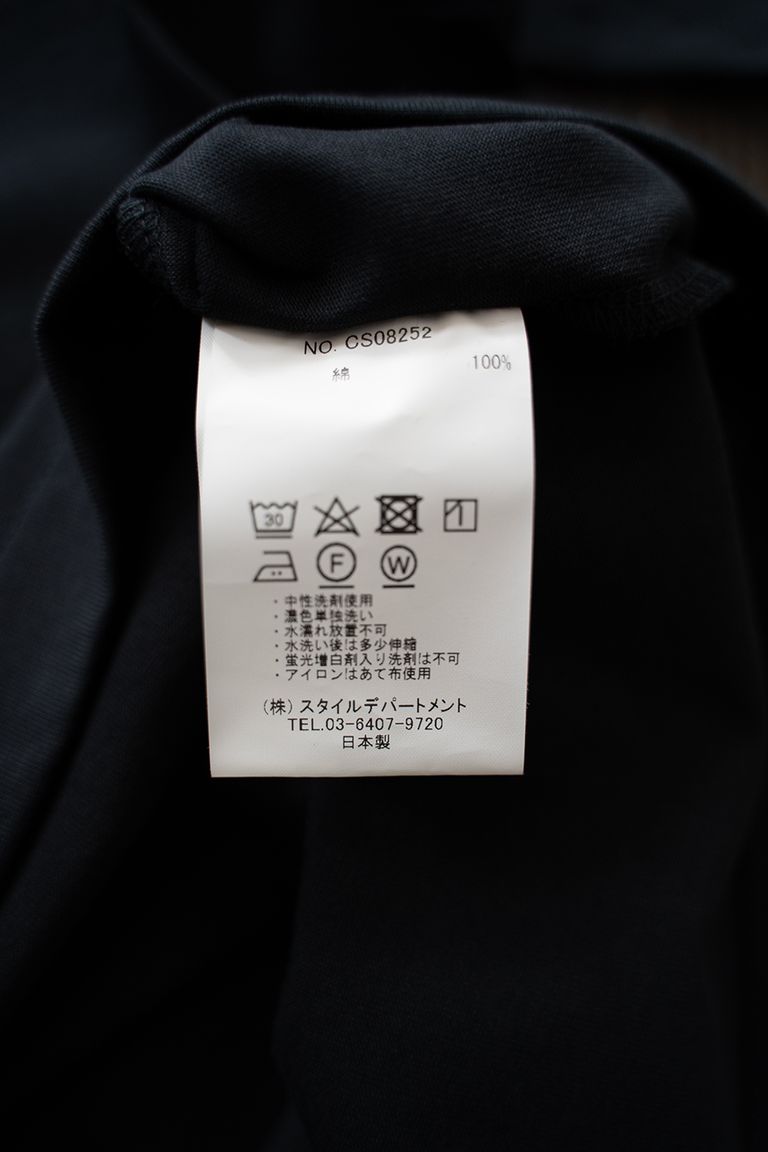 NO. CS08252
綿 100%
30
F W
・中性洗剤使用
・濃色単独洗い
・水濡れ放置不可
・水洗い後は多少伸縮
・蛍光増白剤入り洗剤は不可
・アイロンはあて布使用
(株)スタイルデパートメント
TEL.03-6407-9720
日本製